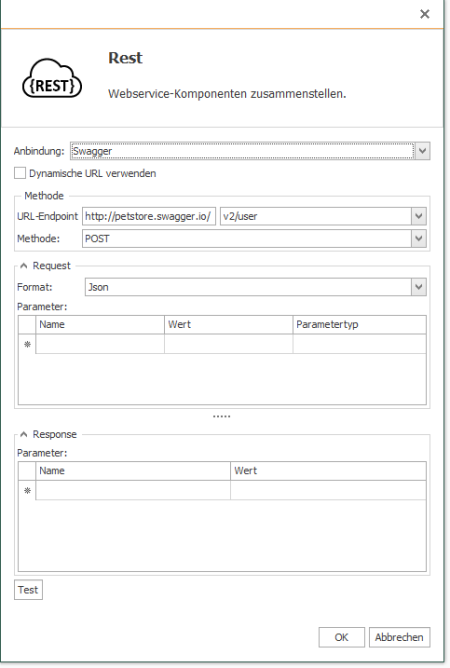 Rest
{REST}
Webservice-Komponenten zusammenstellen.
Anbindung: Swagger
Dynamische URL verwenden
Methode
URL-Endpoint http://petstore.swagger.io/ v2/user
Methode: POST
Request
Format: Json
Parameter:
Name Wert Parametertyp
Response
Parameter:
Name Wert
Test
OK Abbrechen